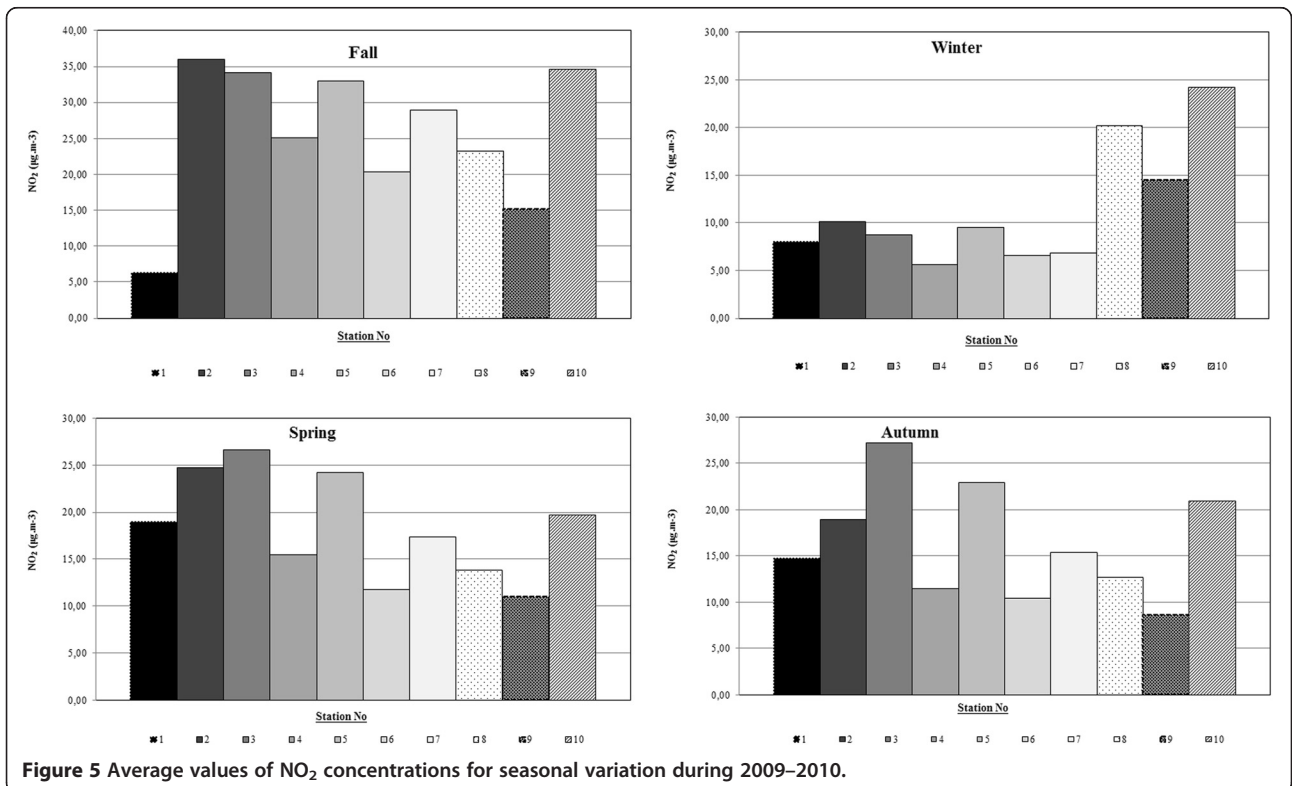 Fall
40,00
35,00
30,00
25,00
20,00
15,00
10,00
5,00
0,00
NO₂ (µg.m-3)
Station No
1 2 3 4 5 6 7 8 9 10
Winter
30,00
25,00
20,00
15,00
10,00
5,00
0,00
NO₂ (µg.m-3)
Station No
1 2 3 4 5 6 7 8 9 10
Spring
30,00
25,00
20,00
15,00
10,00
5,00
0,00
NO₂ (µg.m-3)
Station No
1 2 3 4 5 6 7 8 9 10
Autumn
30,00
25,00
20,00
15,00
10,00
5,00
0,00
NO₂ (µg.m-3)
Station No
1 2 3 4 5 6 7 8 9 10
Figure 5 Average values of NO₂ concentrations for seasonal variation during 2009–2010.